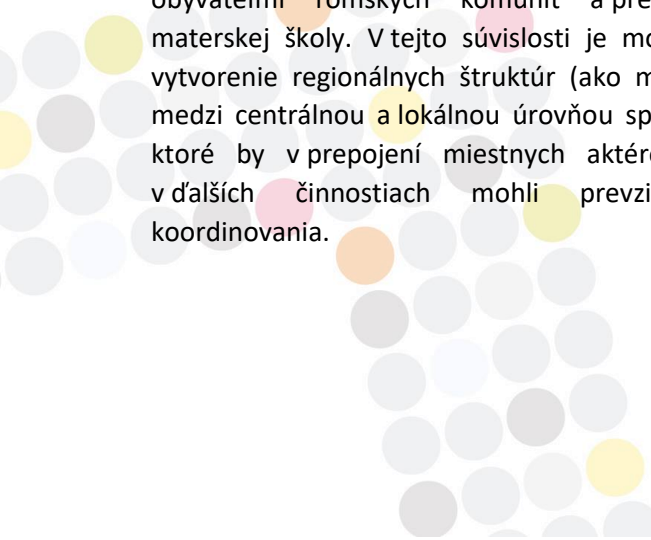 obyvateľmi rómskych komunít a pre
materskej školy. V tejto súvislosti je mo
vytvorenie regionálnych štruktúr (ako m
medzi centrálnou a lokálnou úrovňou sp
ktoré by v prepojení miestnych aktéro
v ďalších činnostiach mohli prevzi
koordinovania.